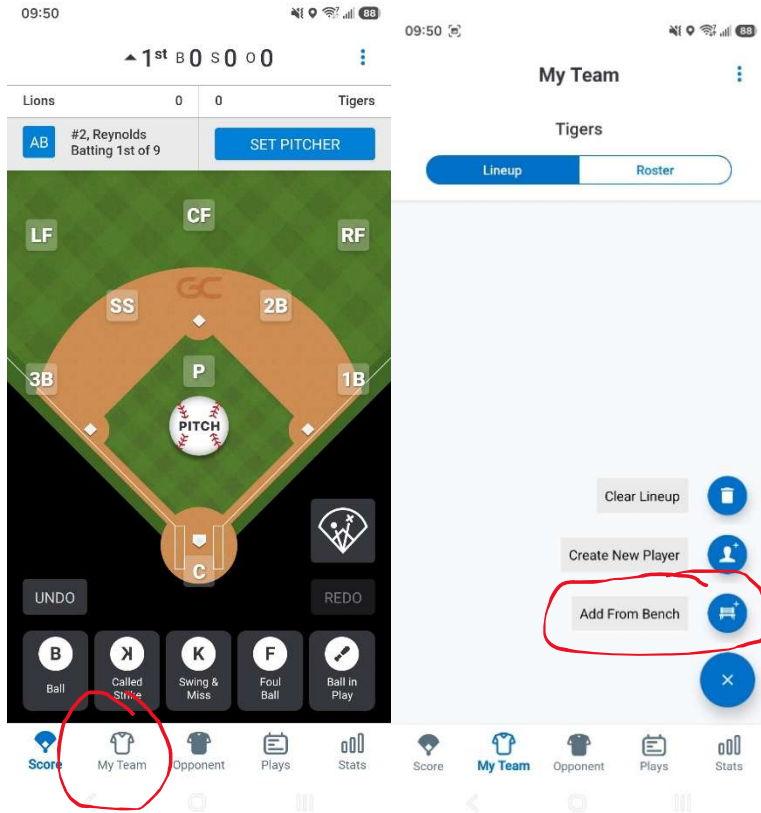 09:50
88
1st B 0 S 0 O 0
Lions 0 0 Tigers
AB
#2, Reynolds
Batting 1st of 9
SET PITCHER
CF
LF RF
GC
SS 2B
P
3B 1B
PITCH
C
UNDO REDO
B K K F
Ball
Called
Strike
Swing &
Miss
Foul
Ball
Ball in
Play
Score My Team Opponent Plays Stats
09:50
88
My Team
Tigers
Lineup Roster
Clear Lineup
Create New Player
Add From Bench
Score My Team Opponent Plays Stats